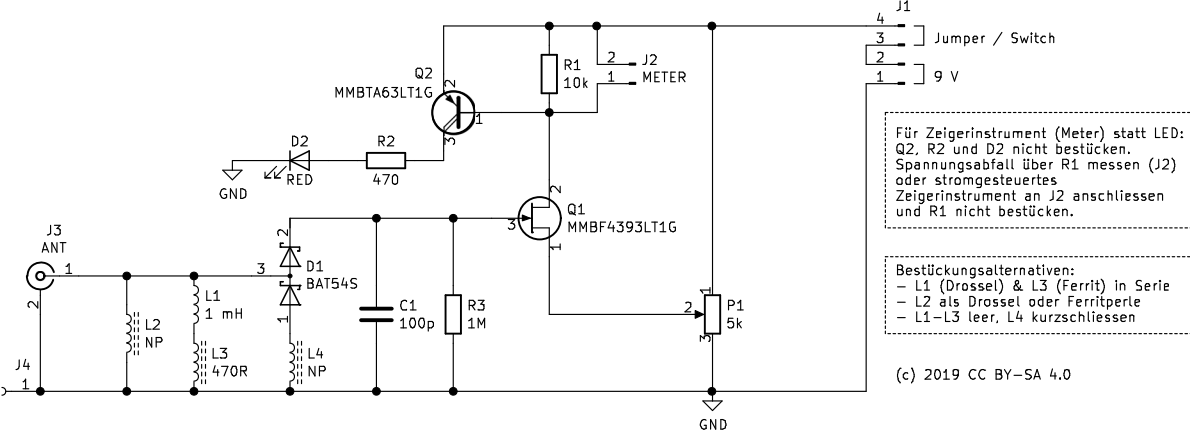 J1
4
3
Jumper / Switch
2
1
9 V
R1
10k
2
1
J2
METER
Q2
MMBTA63LT1G
2
1
3
D2
RED
R2
470
GND
Für Zeigerinstrument (Meter) statt LED:
Q2, R2 und D2 nicht bestücken.
Spannungsabfall über R1 messen (J2)
oder stromgesteuertes
Zeigerinstrument an J2 anschliessen
und R1 nicht bestücken.
2
Q1
MMBF4393LT1G
3
1
J3
ANT
1
2
3
2
D1
BAT54S
1
L1
1 mH
L2
NP
L3
470R
L4
NP
C1
100p
R3
1M
1
2
P1
5k
3
J4
1
GND
Bestückungsalternativen:
– L1 (Drossel) & L3 (Ferrit) in Serie
– L2 als Drossel oder Ferritperle
– L1–L3 leer, L4 kurzschliessen
(c) 2019 CC BY–SA 4.0